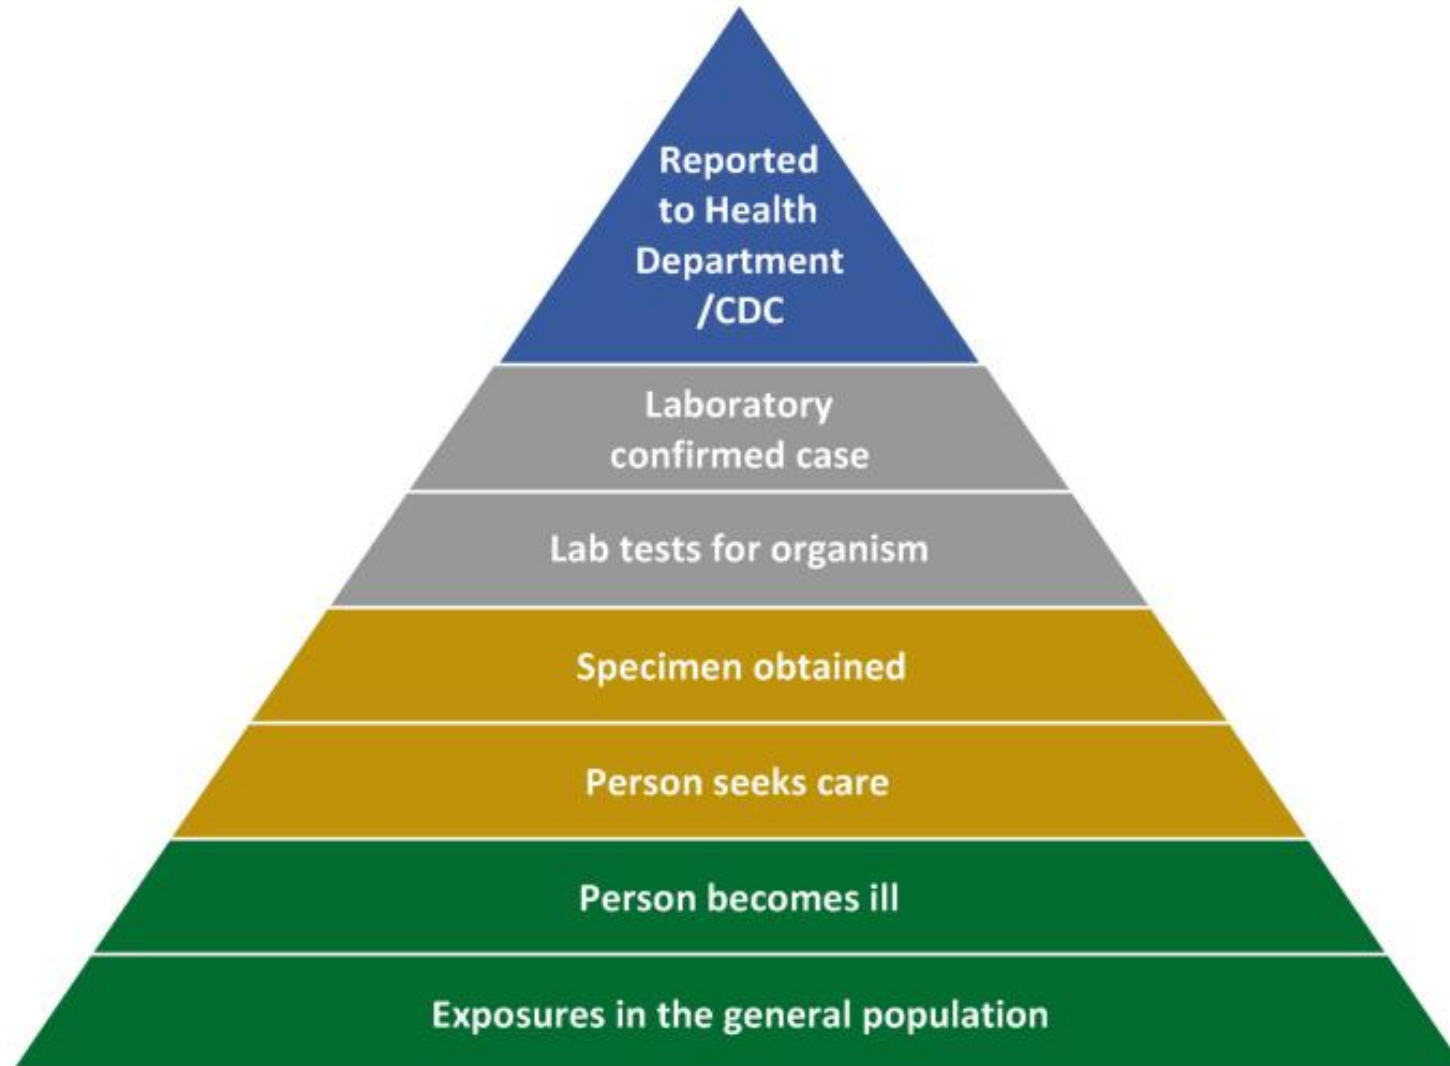 Reported
to Health
Department
/CDC
Laboratory
confirmed case
Lab tests for organism
Specimen obtained
Person seeks care
Person becomes ill
Exposures in the general population